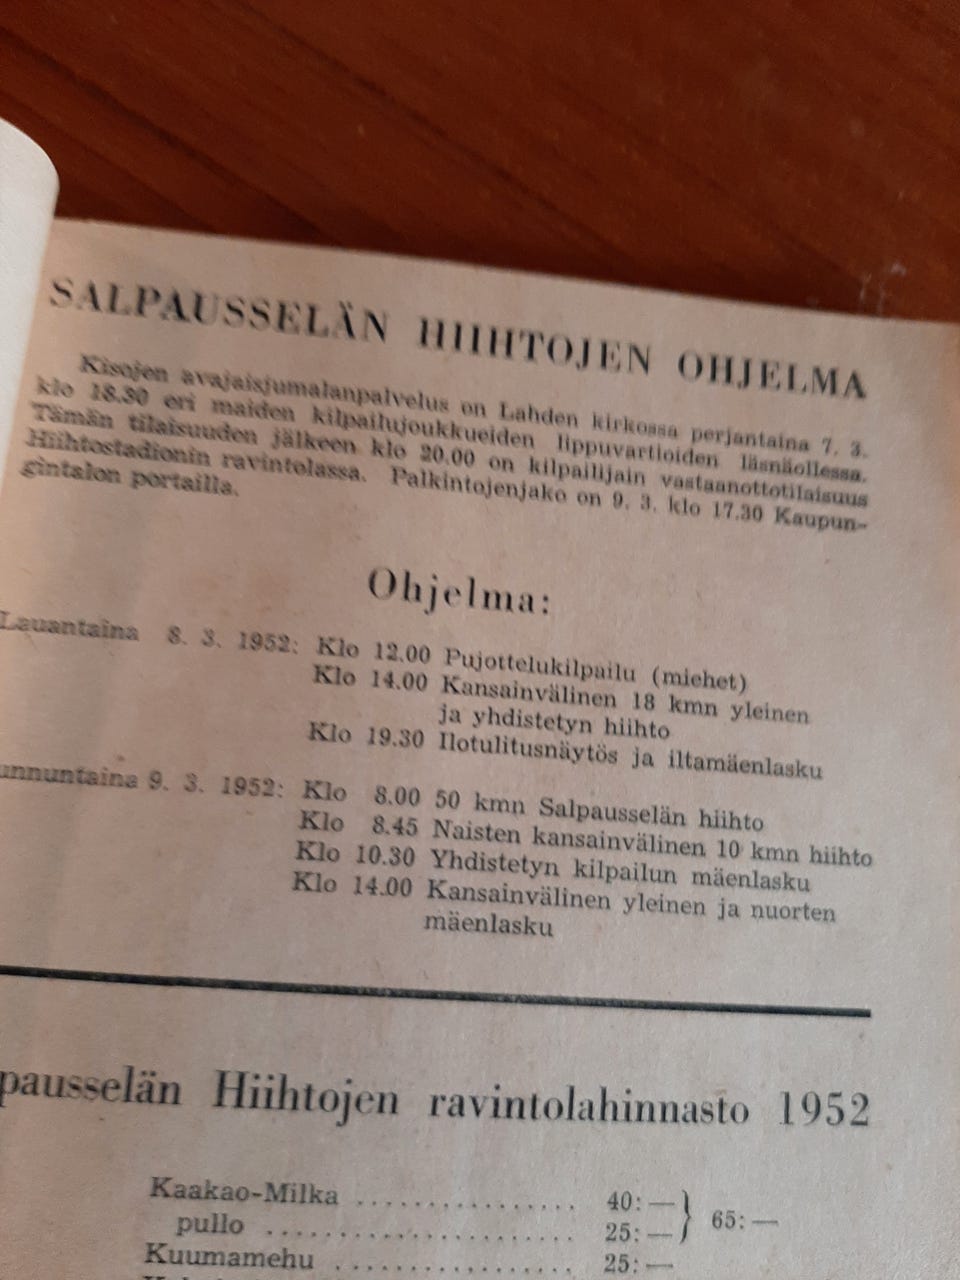 SALPAUSSELÄN HIIHTOJEN OHJELMA
Kisojen avajaisjumalanpalvelus on Lahden kirkossa perjantaina 7. 3.
klo 18.30 eri maiden kilpailujoukkueiden lippuvartioiden läsnäollessa.
Tämän tilaisuuden jälkeen klo 20.00 on kilpailijain vastaanottotilaisuus
Hiihtostadionin ravintolassa. Palkintojenjako on 9. 3. klo 17.30 Kaupun-
gintalon portailla.
Ohjelma:
Lauantaina 8. 3. 1952: Klo 12.00 Pujottelukilpailu (miehet)
Klo 14.00 Kansainvälinen 18 kmn yleinen
ja yhdistetyn hiihto
Klo 19.30 Ilotulitusnäytös ja iltamäenlasku
unnuntaina 9. 3. 1952: Klo 8.00 50 kmn Salpausselän hiihto
Klo 8.45 Naisten kansainvälinen 10 kmn hiihto
Klo 10.30 Yhdistetyn kilpailun mäenlasku
Klo 14.00 Kansainvälinen yleinen ja nuorten
mäenlasku
pausselän Hiihtojen ravintolahinnasto 1952
Kaakao-Milka .................. 40:— } 65:—
pullo .................. 25:—
Kuumamehu .................. 25:—